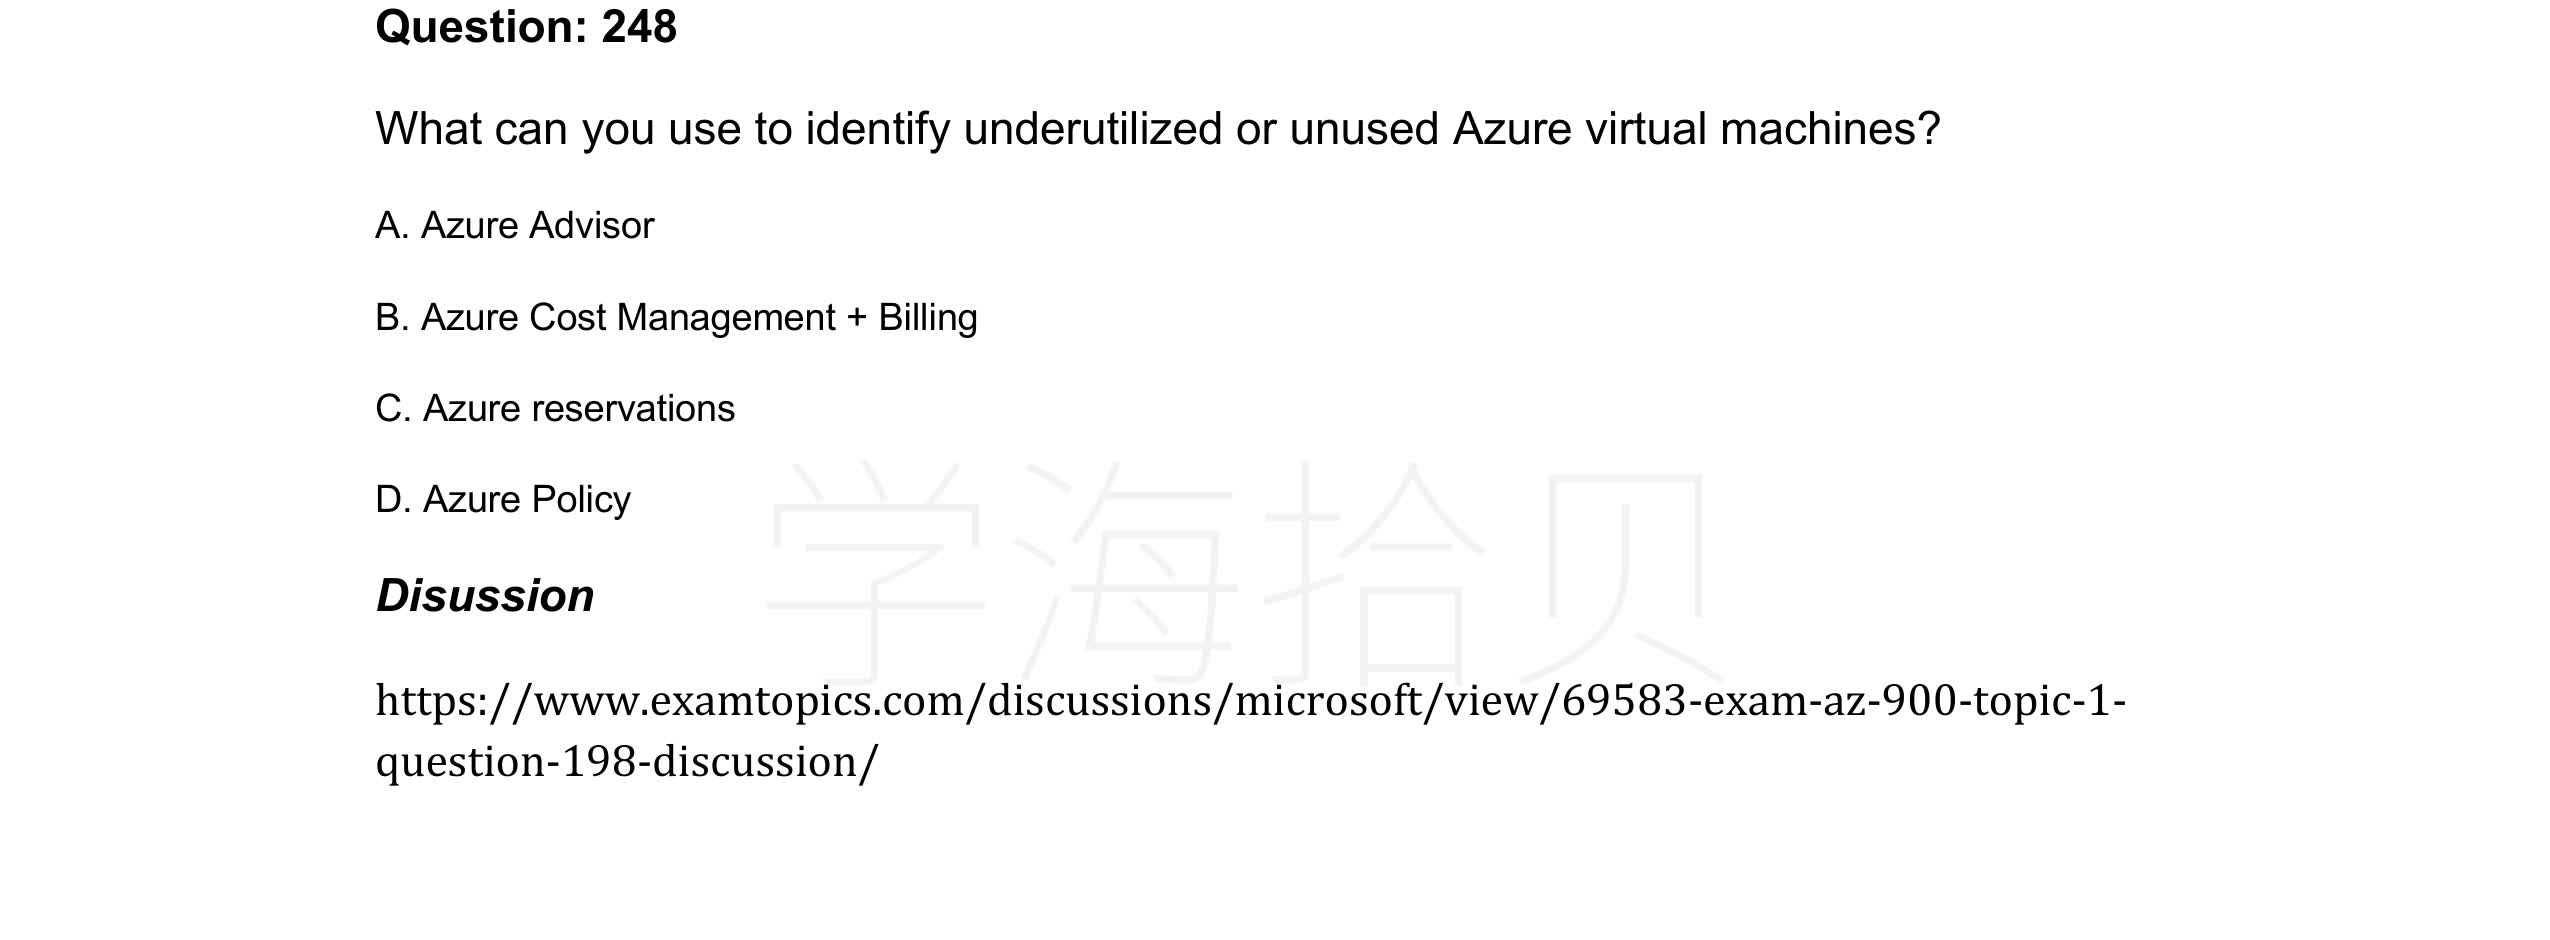 Question: 248
What can you use to identify underutilized or unused Azure virtual machines?
A. Azure Advisor
B. Azure Cost Management + Billing
C. Azure reservations
D. Azure Policy
学海拾贝
Disussion
https://www.examtopics.com/discussions/microsoft/view/69583-exam-az-900-topic-1-
question-198-discussion/